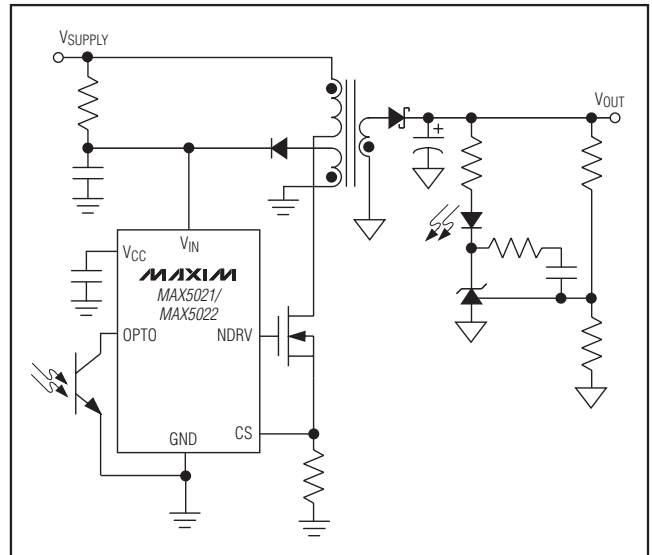 VSUPPLY
VOUT
+
VCC
VIN
MAXIM
MAX5021/
MAX5022
OPTO
NDRV
GND
CS